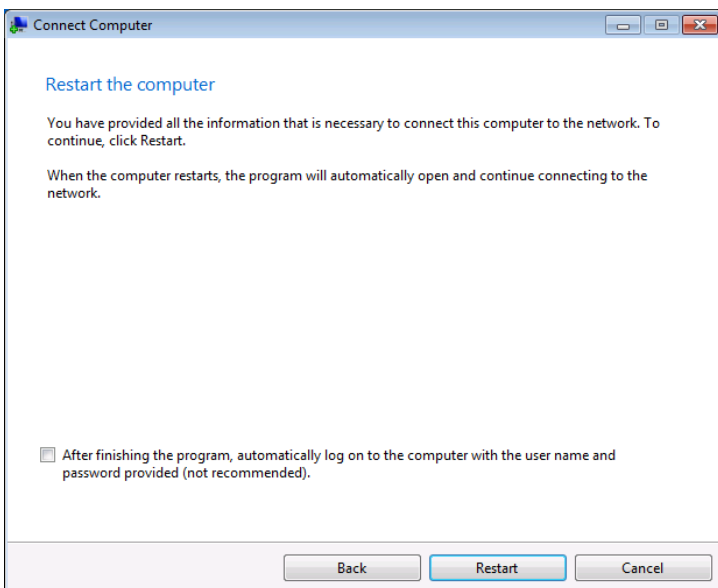 Connect Computer
Restart the computer
You have provided all the information that is necessary to connect this computer to the network. To
continue, click Restart.
When the computer restarts, the program will automatically open and continue connecting to the
network.
After finishing the program, automatically log on to the computer with the user name and
password provided (not recommended).
Back
Restart
Cancel